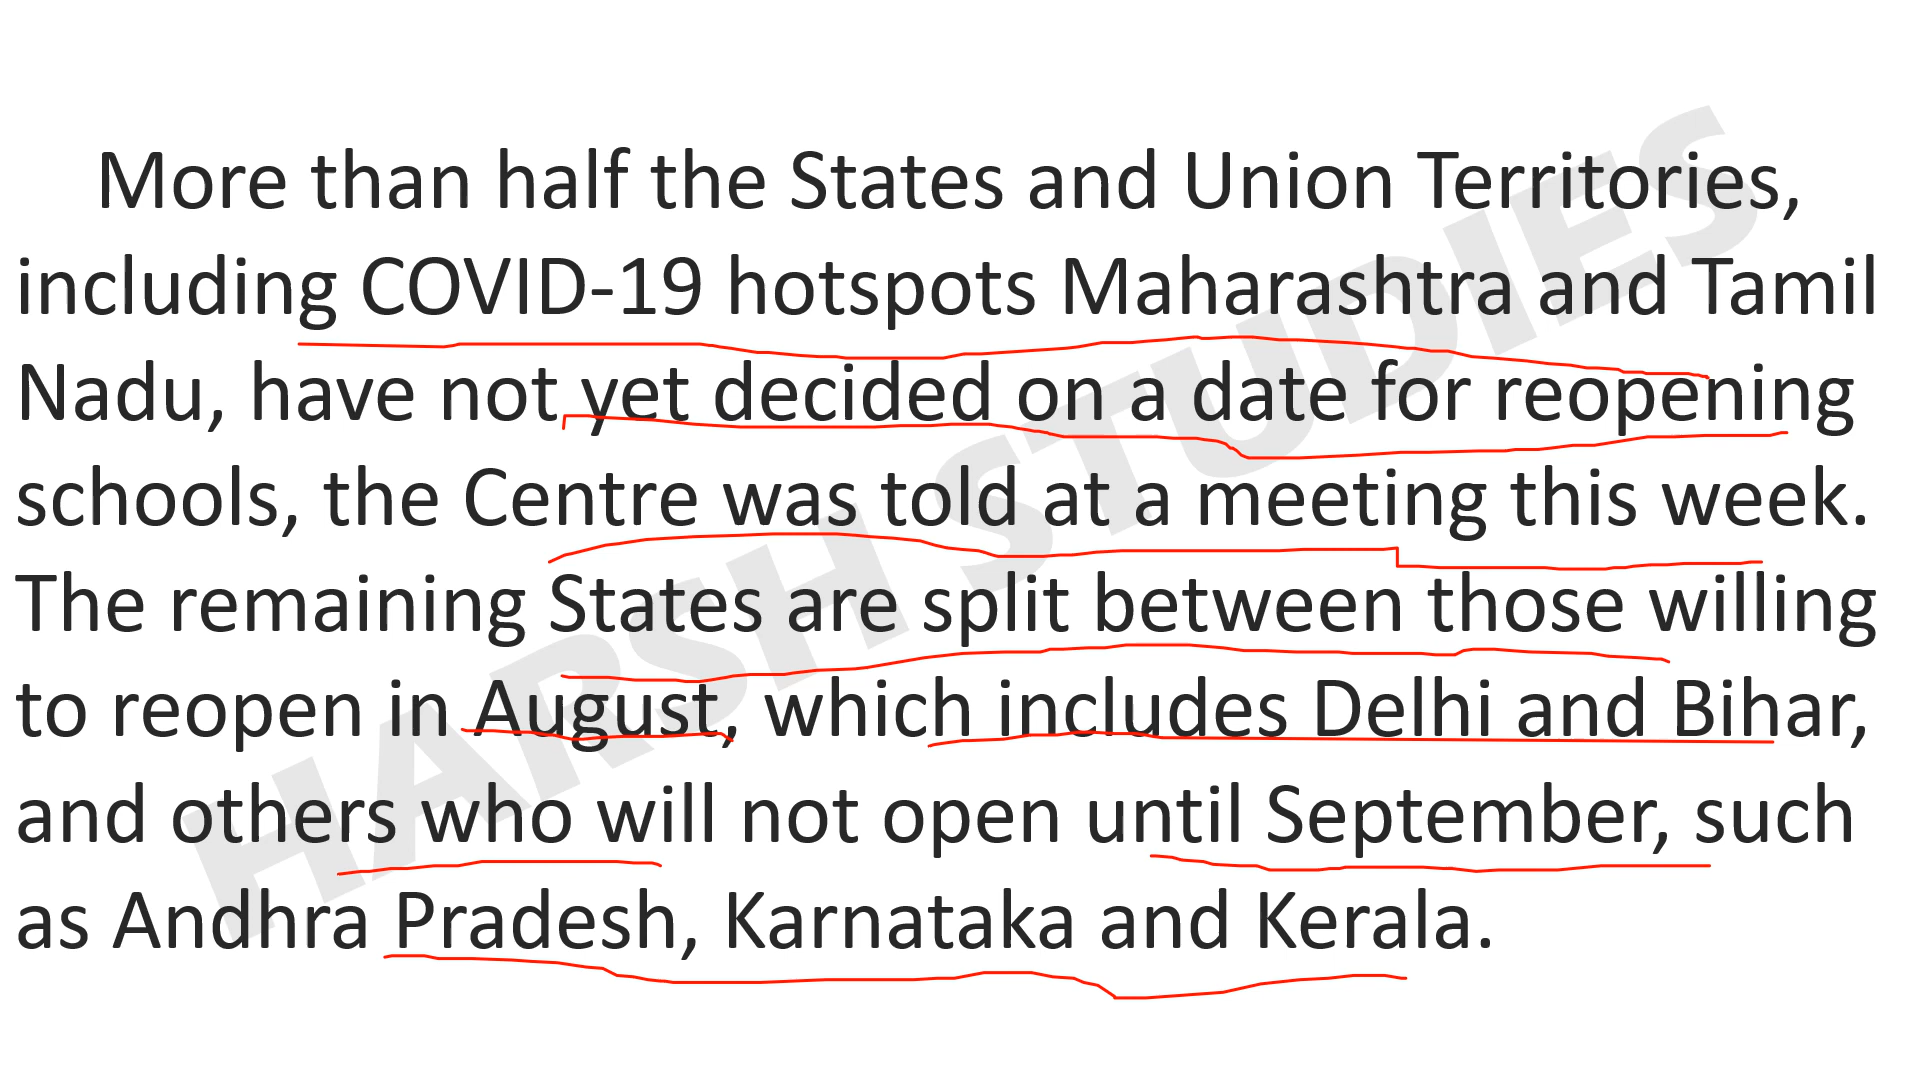 More than half the States and Union Territories,
including COVID-19 hotspots Maharashtra and Tamil
Nadu, have not yet decided on a date for reopening
schools, the Centre was told at a meeting this week.
The remaining States are split between those willing
to reopen in August, which includes Delhi and Bihar,
and others who will not open until September, such
as Andhra Pradesh, Karnataka and Kerala.
HARSH STUDIES